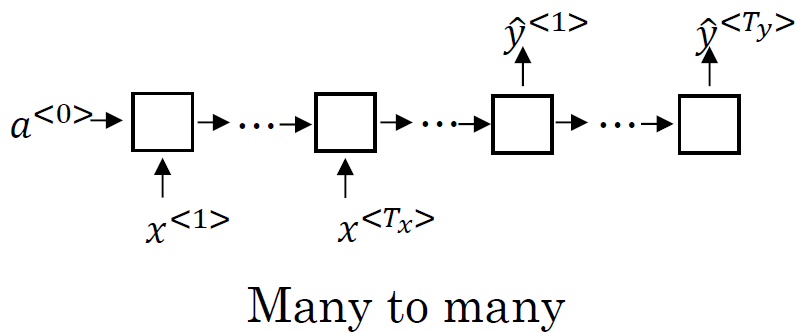 ŷ<1> ŷ<Ty>
a<0> ... ... ...
x<1> x<Tx>
Many to many